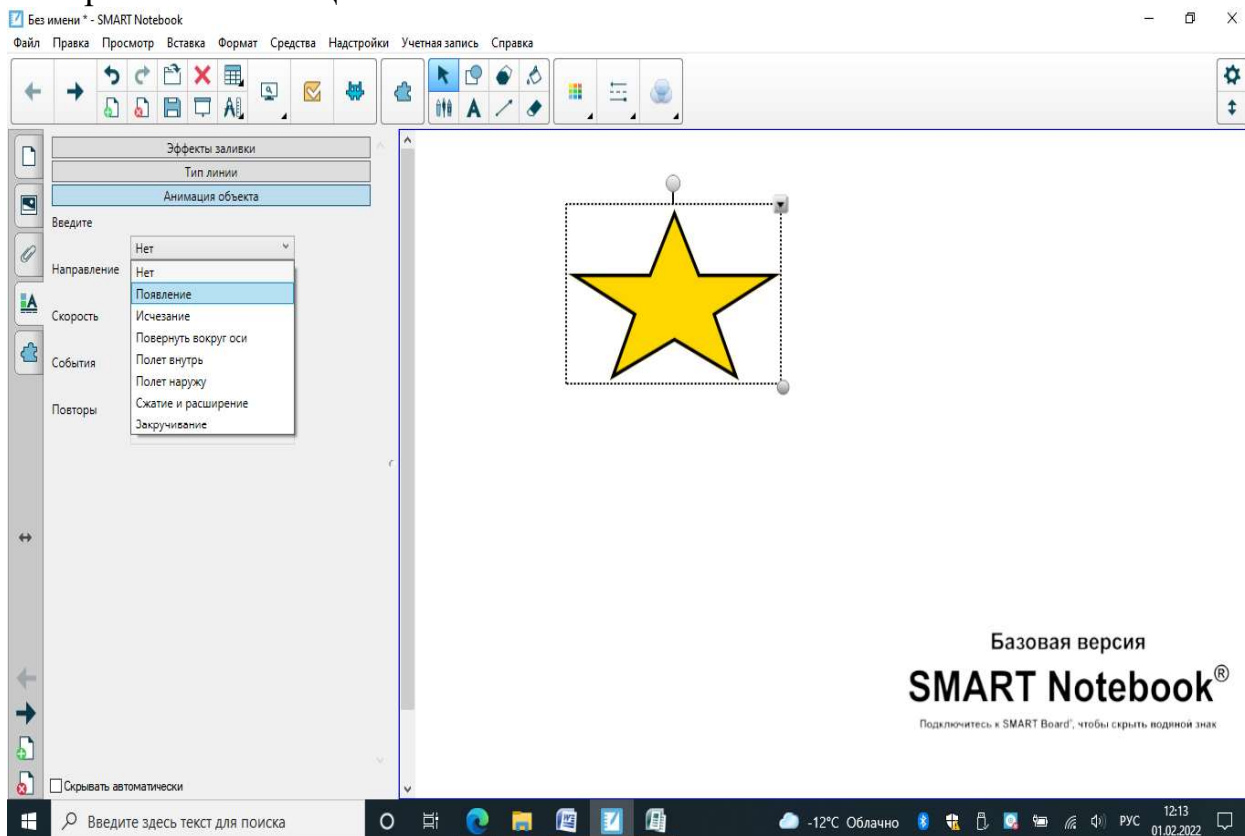 Без имени * - SMART Notebook
Файл Правка Просмотр Вставка Формат Средства Надстройки Учетная запись Справка
Эффекты заливки
Тип линии
Анимация объекта
Введите
Нет
Направление
Нет
Появление
Скорость
Исчезание
Повернуть вокруг оси
События
Полет внутрь
Полет наружу
Повторы
Сжатие и расширение
Закручивание
Базовая версия
SMART Notebook®
Подключитесь к SMART Board', чтобы скрыть водяной знак
Скрывать автоматически
Введите здесь текст для поиска
-12°C Облачно
РУС
12:13
01.02.2022